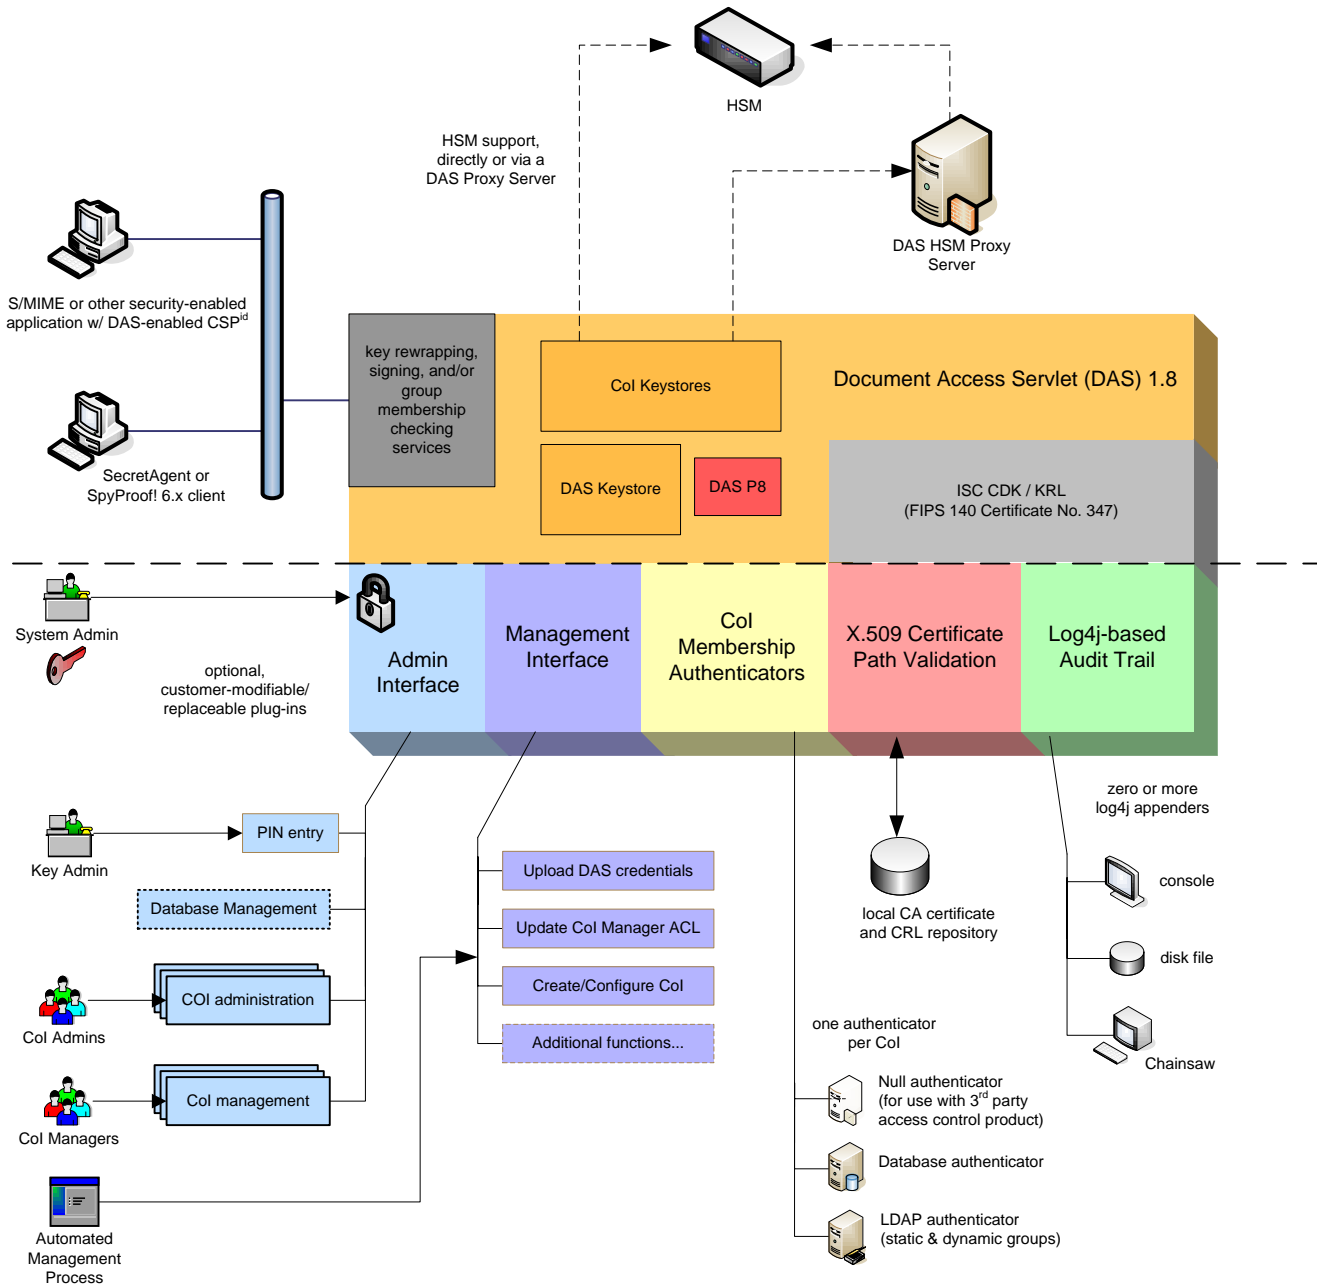 HSM
HSM support,
directly or via a
DAS Proxy Server
DAS HSM Proxy
Server
S/MIME or other security-enabled
application w/ DAS-enabled CSPid
SecretAgent or
SpyProof! 6.x client
key rewrapping,
signing, and/or
group
membership
checking
services
CoI Keystores
Document Access Servlet (DAS) 1.8
DAS Keystore
DAS P8
ISC CDK / KRL
(FIPS 140 Certificate No. 347)
System Admin
optional,
customer-modifiable/
replaceable plug-ins
Admin
Interface
Management
Interface
CoI
Membership
Authenticators
X.509 Certificate
Path Validation
Log4j-based
Audit Trail
Key Admin
PIN entry
Database Management
CoI Admins
COI administration
CoI Managers
CoI management
Automated
Management
Process
Upload DAS credentials
Update CoI Manager ACL
Create/Configure CoI
Additional functions...
local CA certificate
and CRL repository
one authenticator
per CoI
Null authenticator
(for use with 3rd party
access control product)
Database authenticator
LDAP authenticator
(static & dynamic groups)
zero or more
log4j appenders
console
disk file
Chainsaw